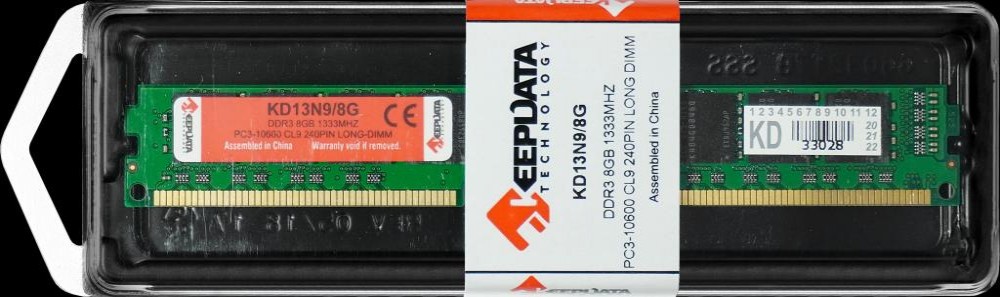 KD13N9/8G
DDR3 8GB 1333MHZ
PC3-10600 CL9 240PIN LONG-DIMM
Assembled in China Warranty void if removed.
KEEPDATA
CE
KEEPDATA
TECHNOLOGY
KD13N9/8G
DDR3 8GB 1333MHZ
PC3-10600 CL9 240PIN LONG DIMM
Assembled in China
1 2 3 4 5 6 7 8 9 10 11 12
KD
33028
20
21
22